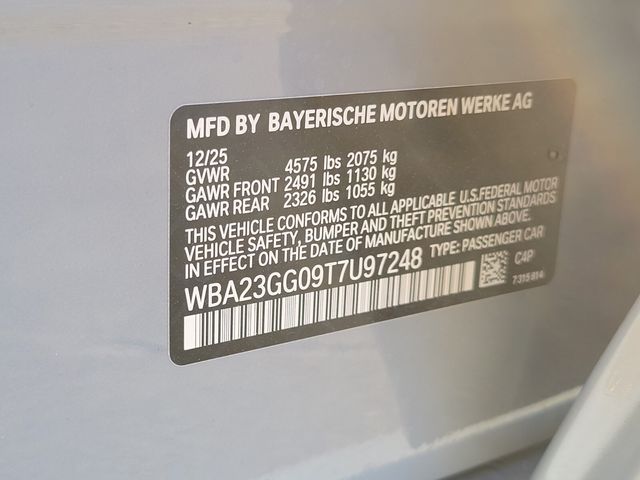 MFD BY BAYERISCHE MOTOREN WERKE AG
12/25
GVWR 4575 lbs 2075 kg
GAWR FRONT 2491 lbs 1130 kg
GAWR REAR 2326 lbs 1055 kg
THIS VEHICLE CONFORMS TO ALL APPLICABLE U.S.FEDERAL MOTOR
VEHICLE SAFETY, BUMPER AND THEFT PREVENTION STANDARDS
IN EFFECT ON THE DATE OF MANUFACTURE SHOWN ABOVE.
WBA23GG09T7U97248 TYPE: PASSENGER CAR
C4P
7315814